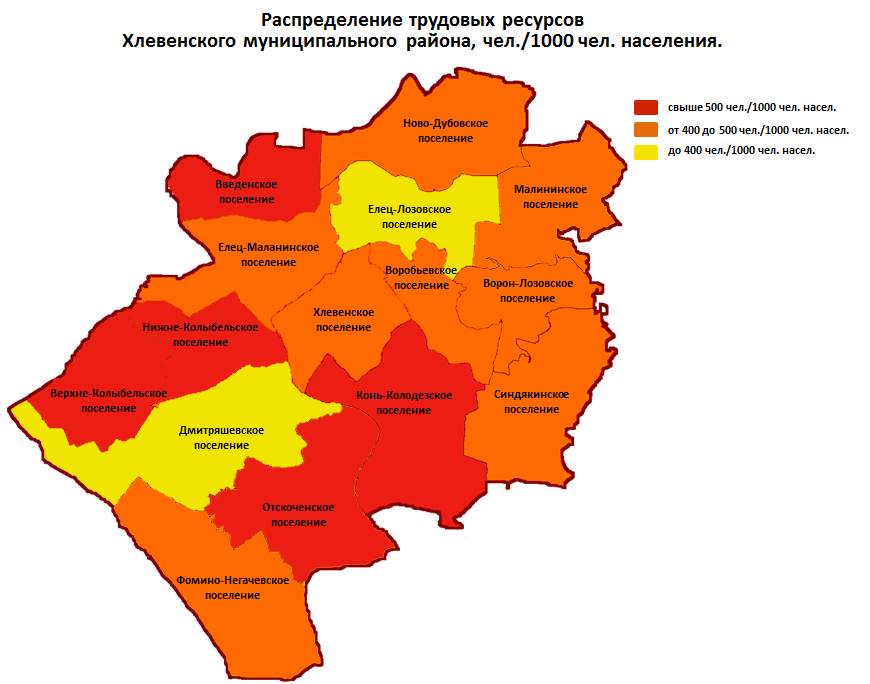 Распределение трудовых ресурсов
Хлевенского муниципального района, чел./1000 чел. населения.
свыше 500 чел./1000 чел. насел.
от 400 до 500 чел./1000 чел. насел.
до 400 чел./1000 чел. насел.
Ново-Дубовское
поселение
Введенское
поселение
Малининское
поселение
Елец-Лозовское
поселение
Елец-Маланинское
поселение
Воробьевское
поселение
Ворон-Лозовское
поселение
Хлевенское
поселение
Нижне-Колыбельское
поселение
Верхне-Колыбельское
поселение
Конь-Колодезское
поселение
Синдякинское
поселение
Дмитряшевское
поселение
Отскоченское
поселение
Фомино-Негачевское
поселение